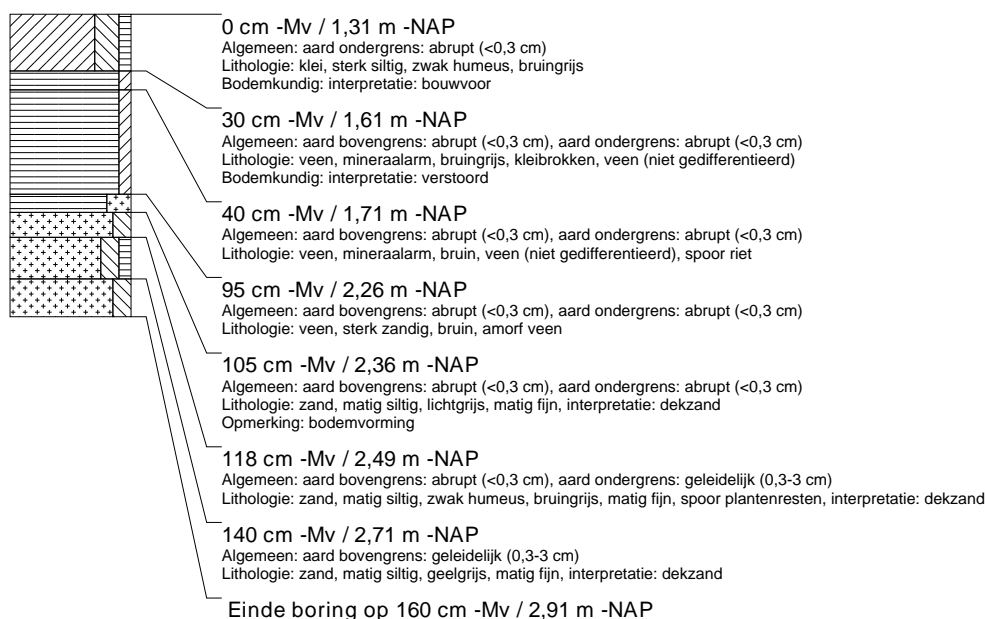 0 cm -Mv / 1,31 m -NAP
Algemeen: aard ondergrens: abrupt (<0,3 cm)
Lithologie: klei, sterk siltig, zwak humeus, bruingrijs
Bodemkundig: interpretatie: bouwvoor
30 cm -Mv / 1,61 m -NAP
Algemeen: aard bovengrens: abrupt (<0,3 cm), aard ondergrens: abrupt (<0,3 cm)
Lithologie: veen, mineraalarm, bruingrijs, kleibrokken, veen (niet gedifferentieerd)
Bodemkundig: interpretatie: verstoord
40 cm -Mv / 1,71 m -NAP
Algemeen: aard bovengrens: abrupt (<0,3 cm), aard ondergrens: abrupt (<0,3 cm)
Lithologie: veen, mineraalarm, bruin, veen (niet gedifferentieerd), spoor riet
95 cm -Mv / 2,26 m -NAP
Algemeen: aard bovengrens: abrupt (<0,3 cm), aard ondergrens: abrupt (<0,3 cm)
Lithologie: veen, sterk zandig, bruin, amorf veen
105 cm -Mv / 2,36 m -NAP
Algemeen: aard bovengrens: abrupt (<0,3 cm), aard ondergrens: abrupt (<0,3 cm)
Lithologie: zand, matig siltig, lichtgrijs, matig fijn, interpretatie: dekzand
Opmerking: bodemvorming
118 cm -Mv / 2,49 m -NAP
Algemeen: aard bovengrens: abrupt (<0,3 cm), aard ondergrens: geleidelijk (0,3-3 cm)
Lithologie: zand, matig siltig, zwak humeus, bruingrijs, matig fijn, spoor plantenresten, interpretatie: dekzand
140 cm -Mv / 2,71 m -NAP
Algemeen: aard bovengrens: geleidelijk (0,3-3 cm)
Lithologie: zand, matig siltig, geelgrijs, matig fijn, interpretatie: dekzand
Einde boring op 160 cm -Mv / 2,91 m -NAP